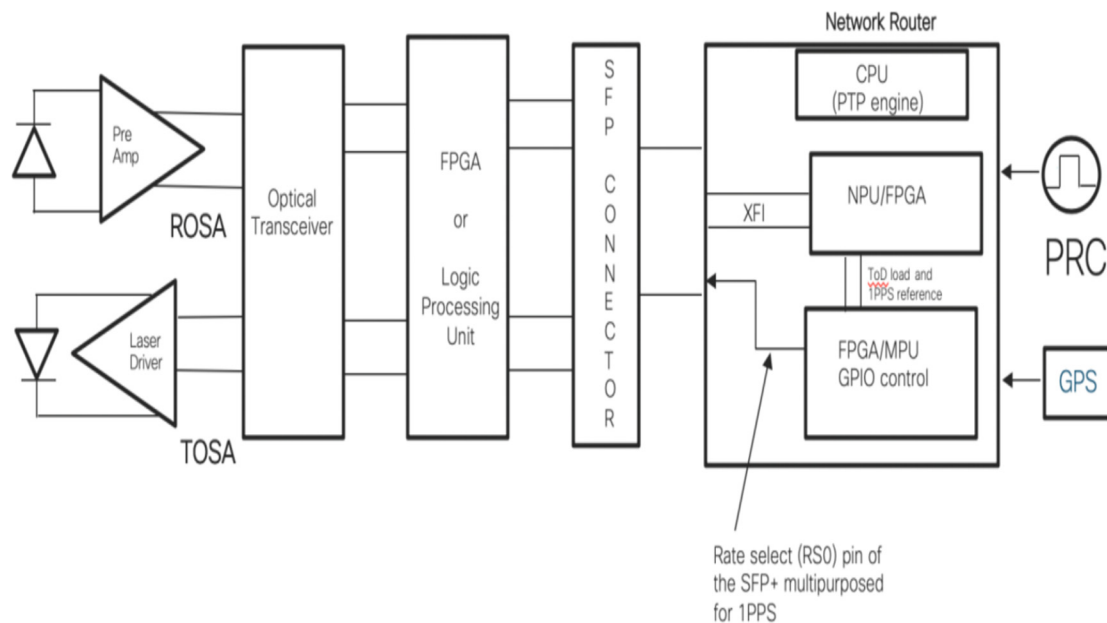 Network Router
CPU
(PTP engine)
Pre
Amp
ROSA
Optical
Transceiver
FPGA
or
Logic
Processing
Unit
SFP CONNECTOR
XFI
NPU/FPGA
ToD load and
1PPS reference
PRC
Laser
Driver
TOSA
FPGA/MPU
GPIO control
GPS
Rate select (RS0) pin of
the SFP+ multipurposed
for 1PPS